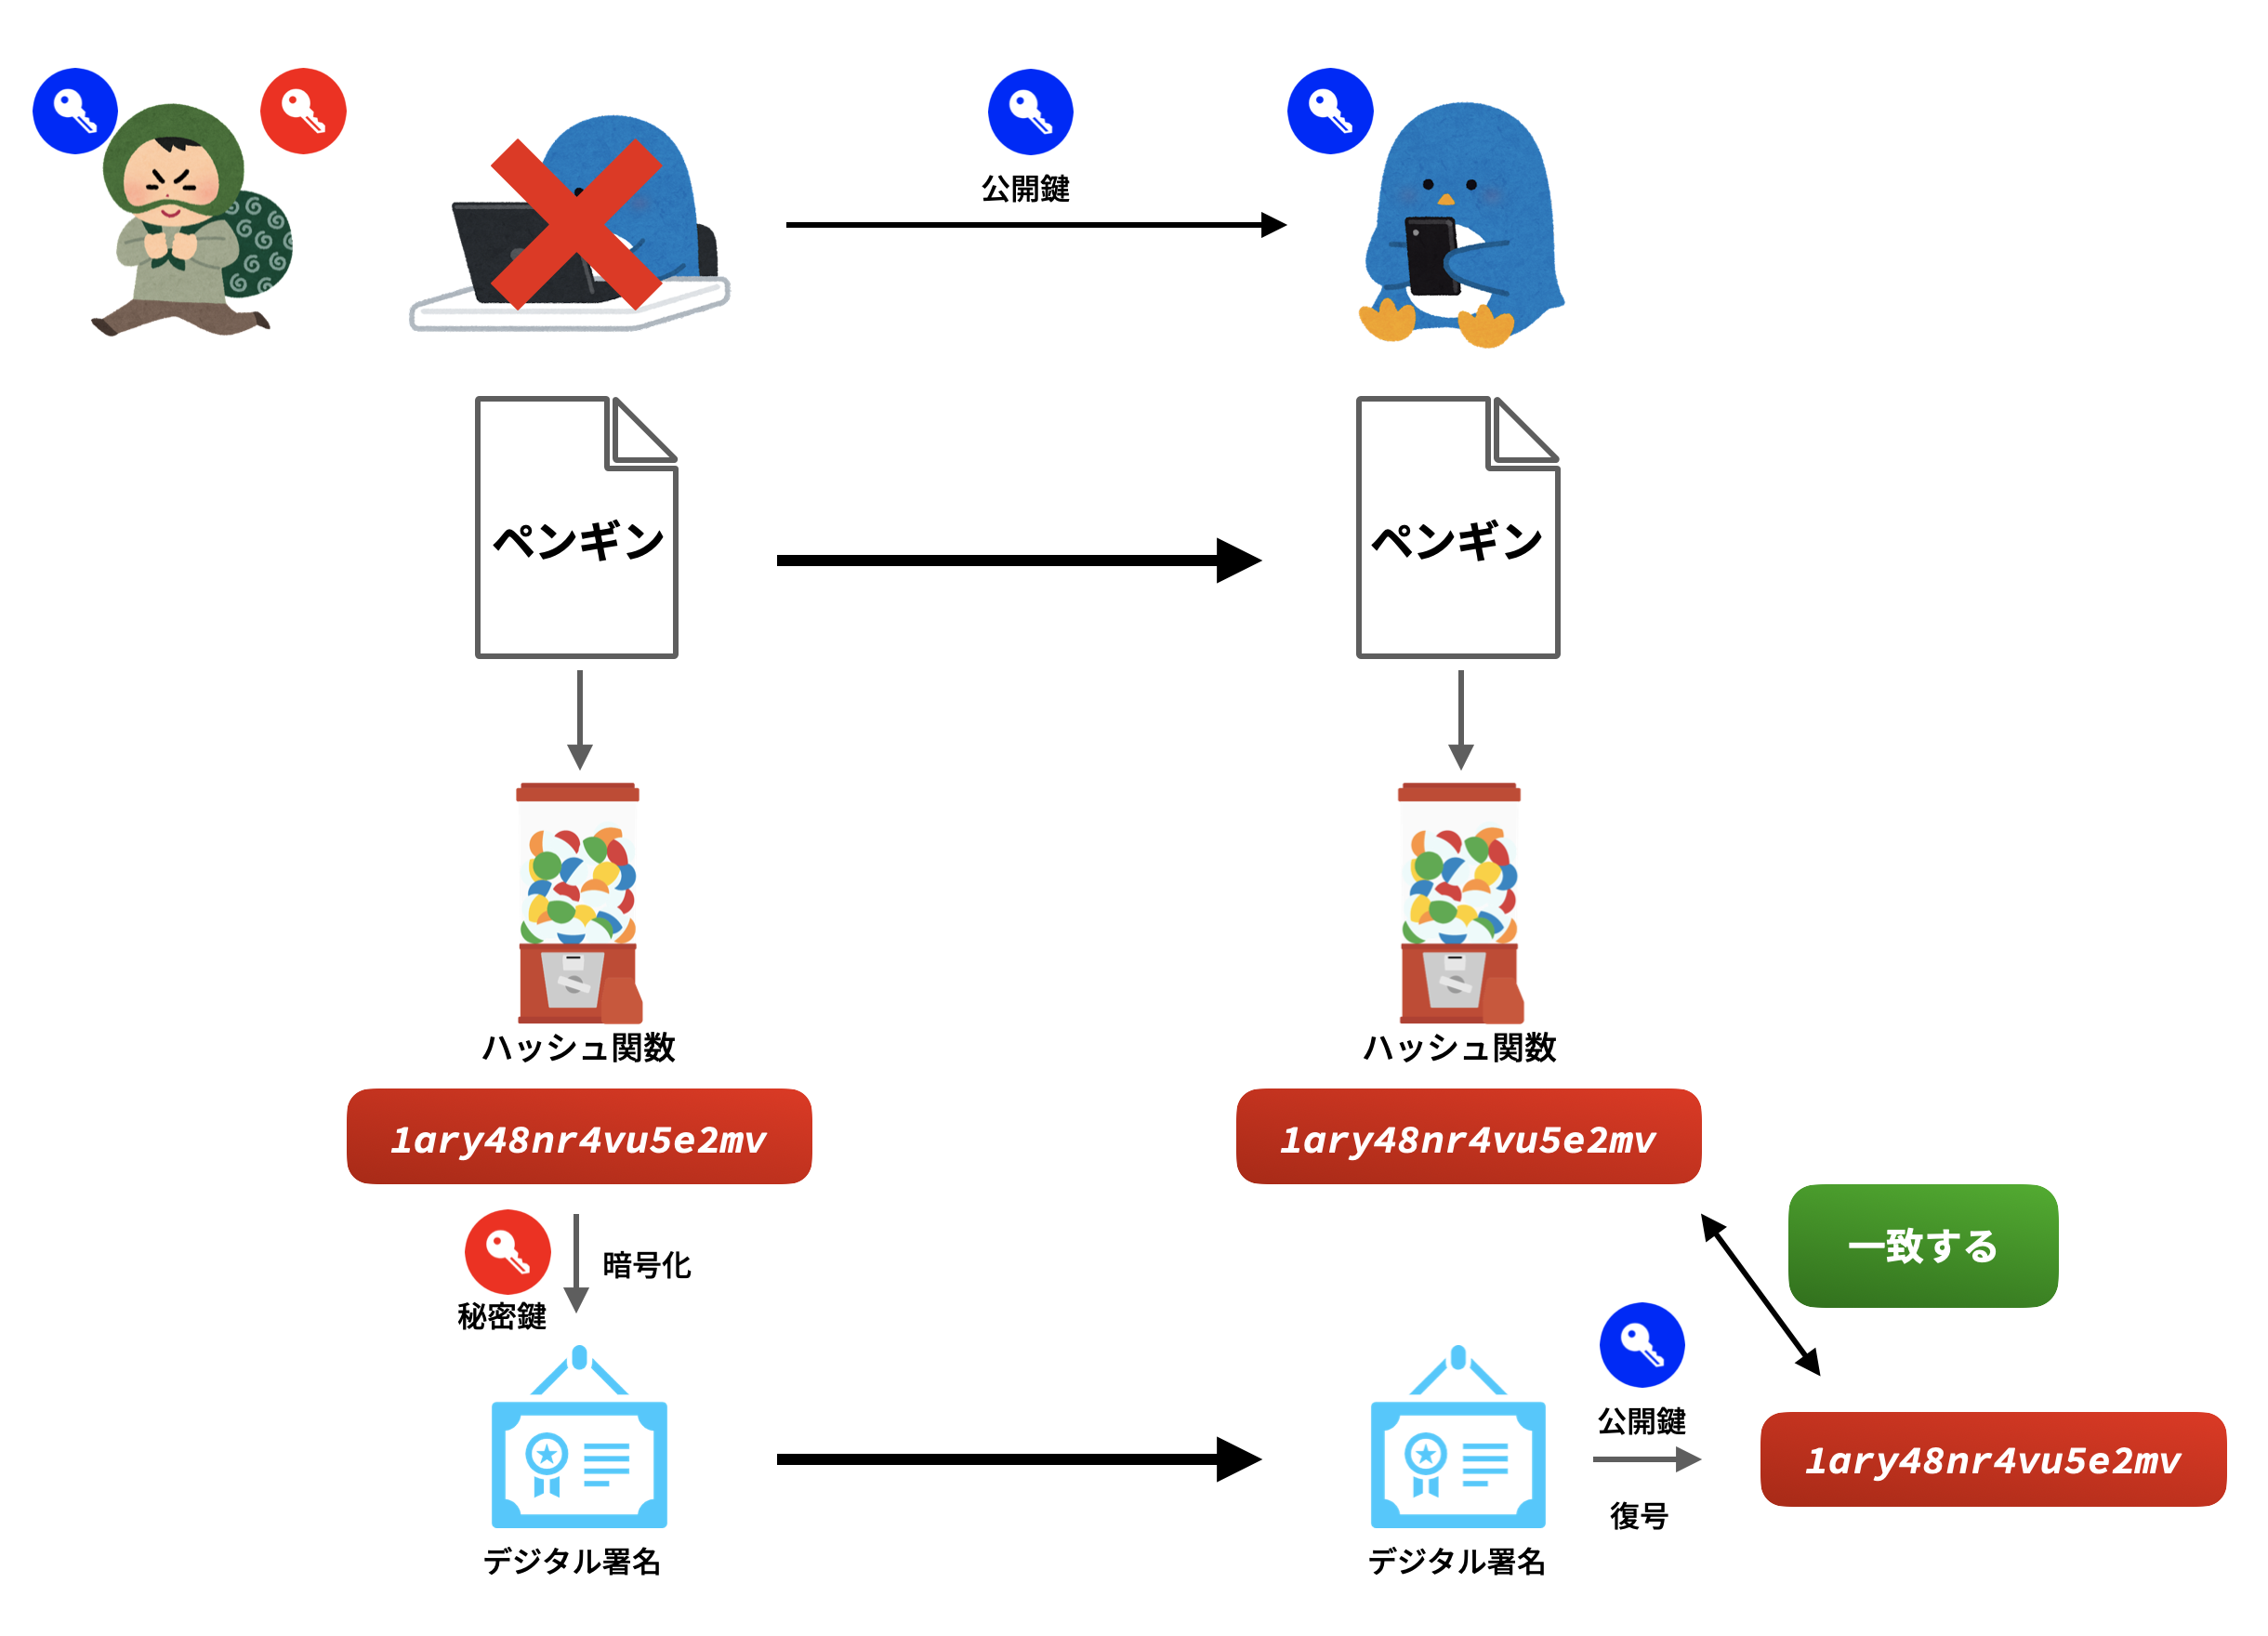 公開鍵
ペンギン
ペンギン
ハッシュ関数
ハッシュ関数
1ary48nr4vu5e2mv
1ary48nr4vu5e2mv
一致する
暗号化
秘密鍵
公開鍵
1ary48nr4vu5e2mv
復号
デジタル署名
デジタル署名